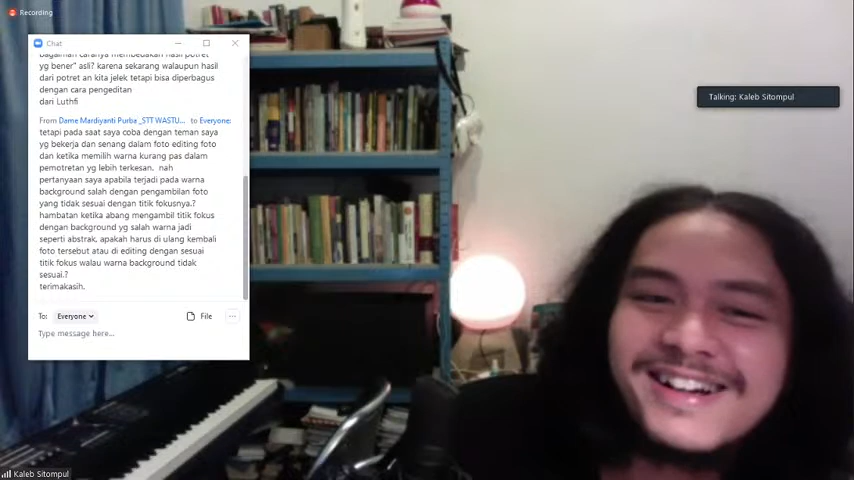 Recording
Chat
bagaiman caranya membedakan hasil potret
yg bener" asli? karena sekarang walaupun hasil
dari potret an kita jelek tetapi bisa diperbagus
dengan cara pengeditan
dari Luthfi
From Dame Mardiyanti Purba _STT WASTU... to Everyone:
tetapi pada saat saya coba dengan teman saya
yg bekerja dan senang dalam foto editing foto
dan ketika memilih warna kurang pas dalam
pemotretan yg lebih terkesan. nah
pertanyaan saya apabila terjadi pada warna
background salah dengan pengambilan foto
yang tidak sesuai dengan titik fokusnya.?
hambatan ketika abang mengambil titik fokus
dengan background yg salah warna jadi
seperti abstrak, apakah harus di ulang kembali
foto tersebut atau di editing dengan sesuai
titik fokus walau warna background tidak
sesuai.?
terimakasih.
To: Everyone File
Type message here...
Talking: Kaleb Sitompul
Kaleb Sitompul